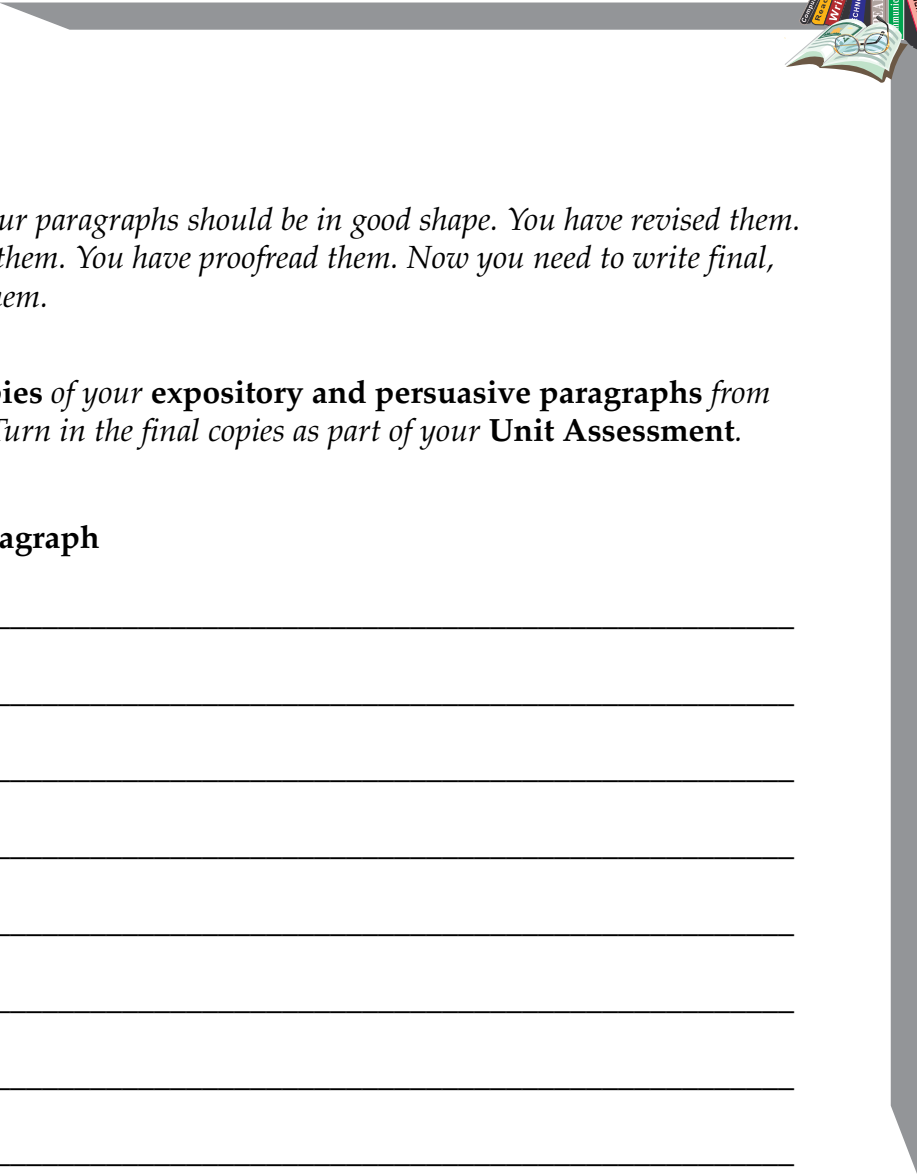 ur paragraphs should be in good shape. You have revised them.
them. You have proofread them. Now you need to write final,
em.
pies of your expository and persuasive paragraphs from
Turn in the final copies as part of your Unit Assessment.
agraph